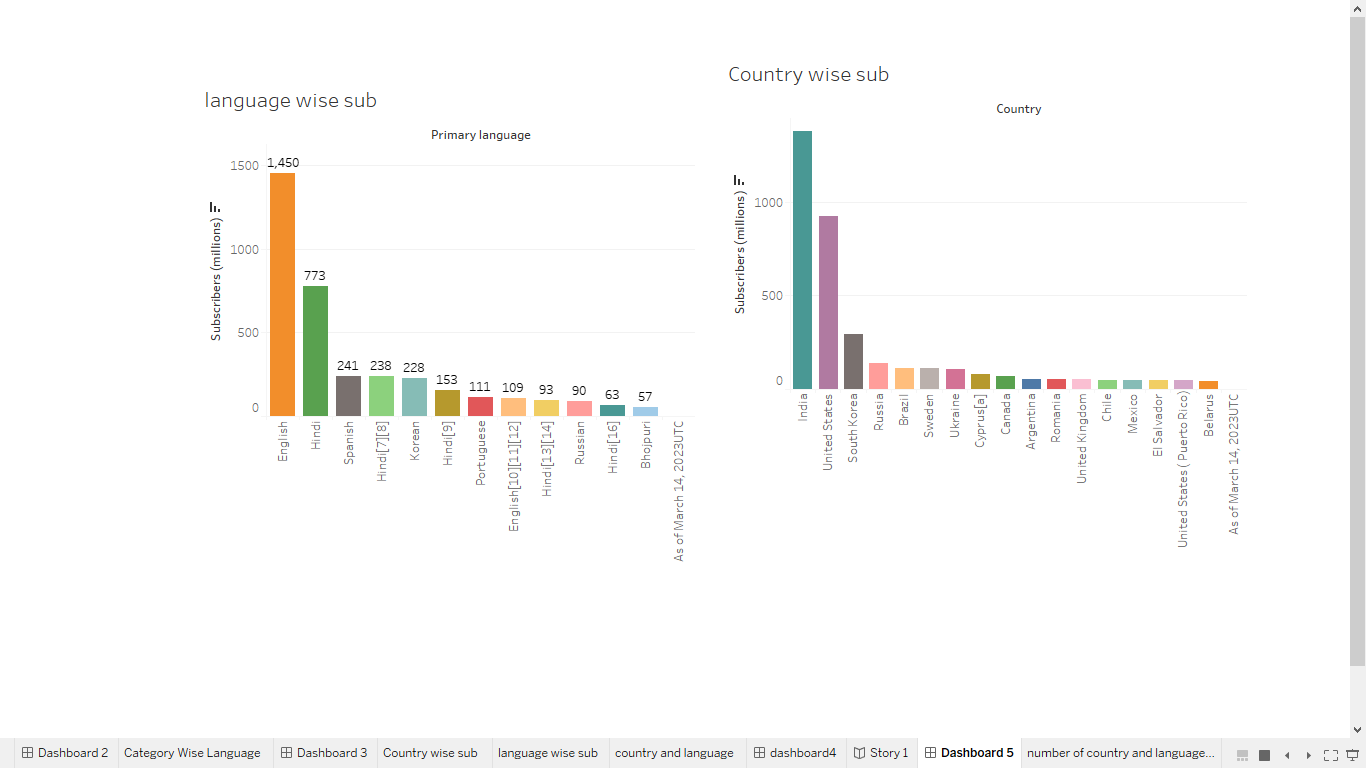 language wise sub
Primary language
Subscribers (millions)
1500
1000
500
0
1,450
773
241
238
228
153
111
109
93
90
63
57
English
Hindi
Spanish
Hindi[7][8]
Korean
Hindi[9]
Portuguese
English[10][11][12]
Hindi[13][14]
Russian
Hindi[16]
Bhojpuri
As of March 14, 2023UTC
Country wise sub
Country
Subscribers (millions)
1000
500
0
India
United States
South Korea
Russia
Brazil
Sweden
Ukraine
Cyprus[a]
Canada
Argentina
Romania
United Kingdom
Chile
Mexico
El Salvador
United States ( Puerto Rico)
Belarus
As of March 14, 2023UTC
Dashboard 2
Category Wise Language
Dashboard 3
Country wise sub
language wise sub
country and language
dashboard4
Story 1
Dashboard 5
number of country and language...